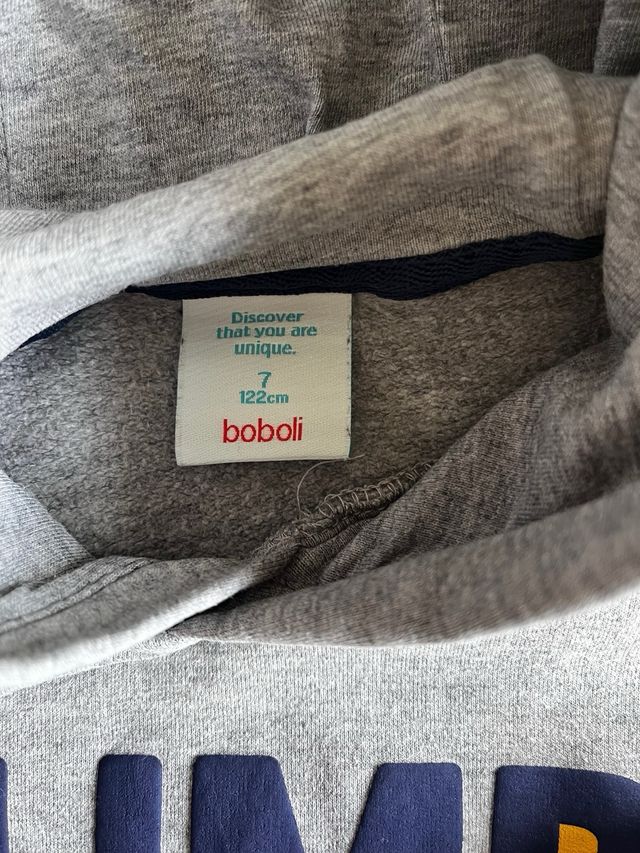 Discover
that you are
unique.
7
122cm
boboli